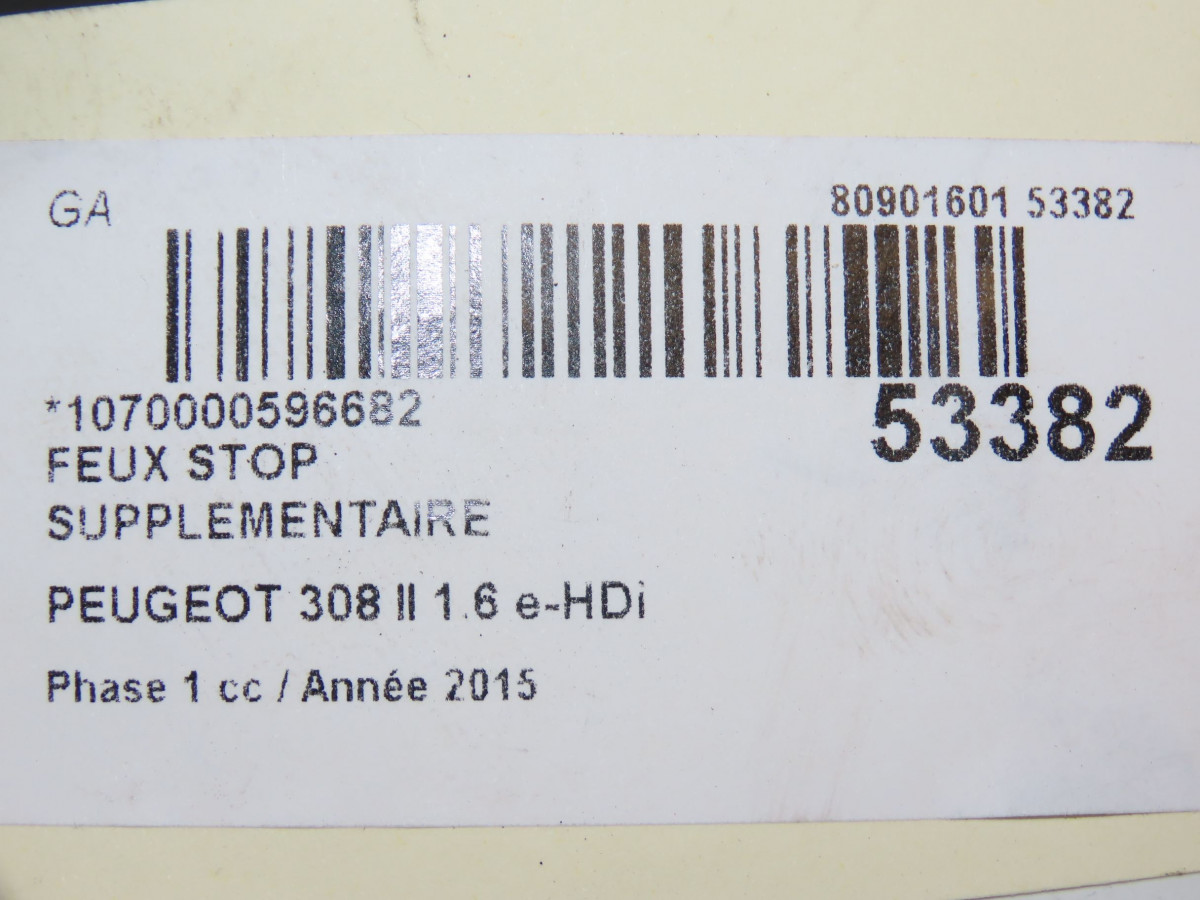 GA
80901601 53382
*1070000596682
53382
FEUX STOP
SUPPLEMENTAIRE
PEUGEOT 308 II 1.6 e-HDi
Phase 1 cc / Année 2015